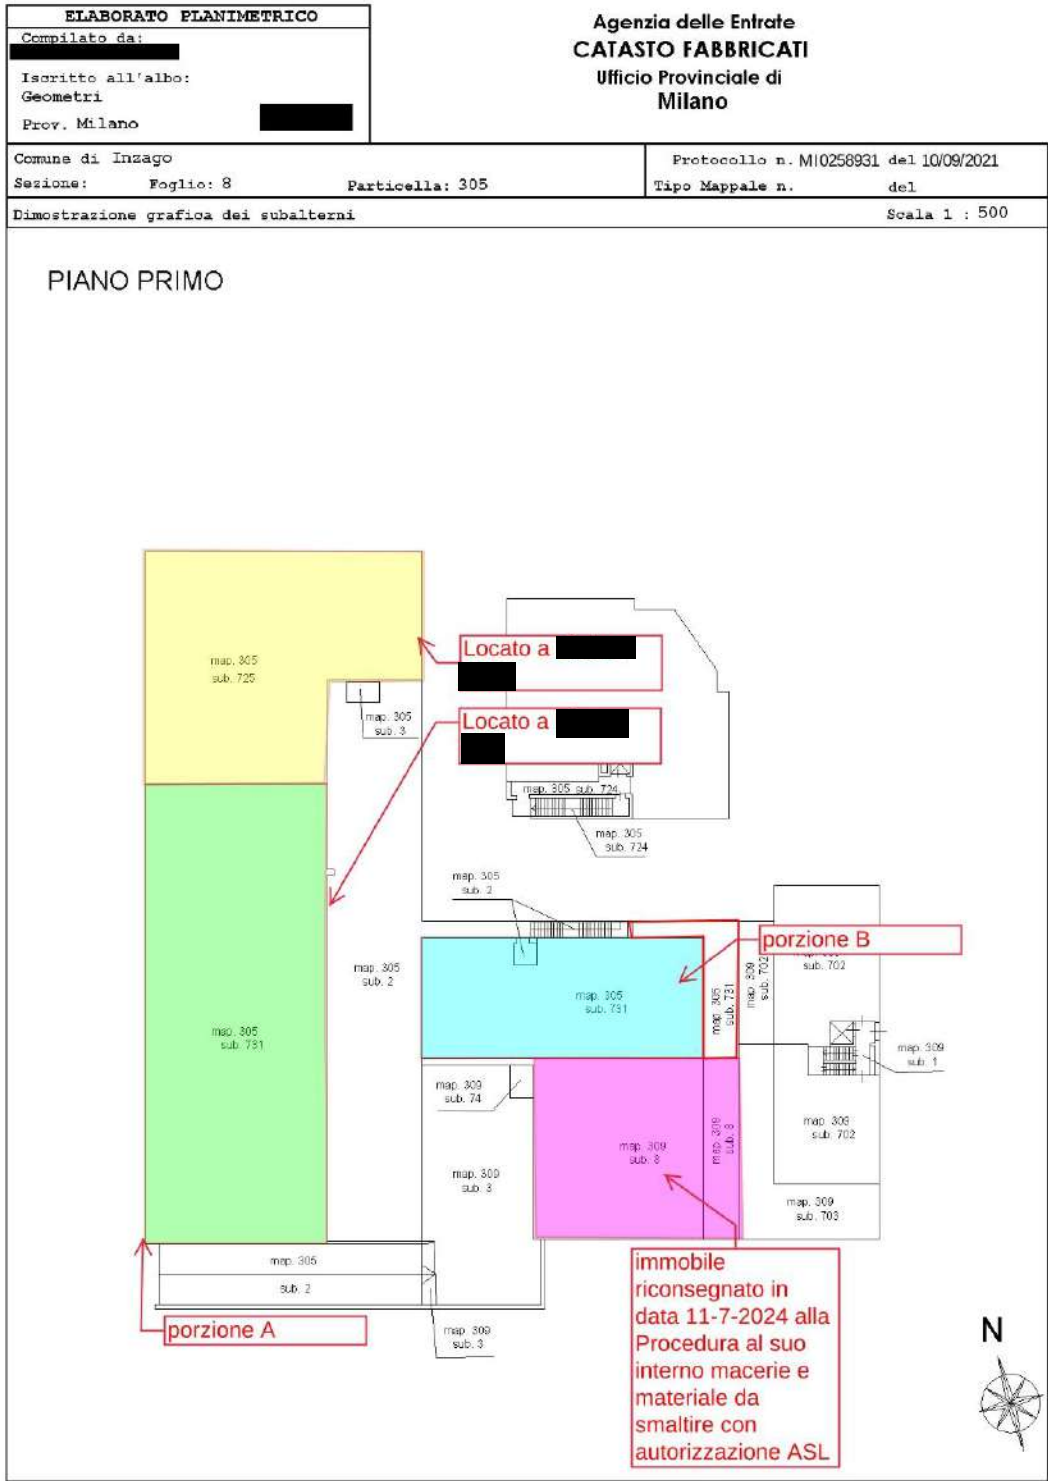 ELABORATO PLANIMETRICO
Compilato da:
Iscritto all'albo:
Geometri
Prov. Milano
Agenzia delle Entrate
CATASTO FABBRICATI
Ufficio Provinciale di
Milano
Comune di Inzago
Sezione: Foglio: 8 Particella: 305
Protocollo n. MI0258931 del 10/09/2021
Tipo Mappale n. del
Dimostrazione grafica dei subalterni
Scala 1 : 500
PIANO PRIMO
map. 305
sub. 725
map. 305
sub. 3
Locato a
Locato a
map. 305 sub. 724
map. 305
sub. 724
map. 305
sub. 2
porzione B
map. 305
sub. 2
map. 305
sub. 731
map. 305
sub. 731
map. 309
sub. 702
sub. 702
map. 305
sub. 731
map. 309
sub. 1
map. 309
sub. 74
map. 309
sub. 8
map. 309
sub. 8
map. 309
sub. 702
map. 309
sub. 3
map. 309
sub. 703
map. 305
sub. 2
porzione A
map. 309
sub. 3
immobile
riconsegnato in
data 11-7-2024 alla
Procedura al suo
interno macerie e
materiale da
smaltire con
autorizzazione ASL
N